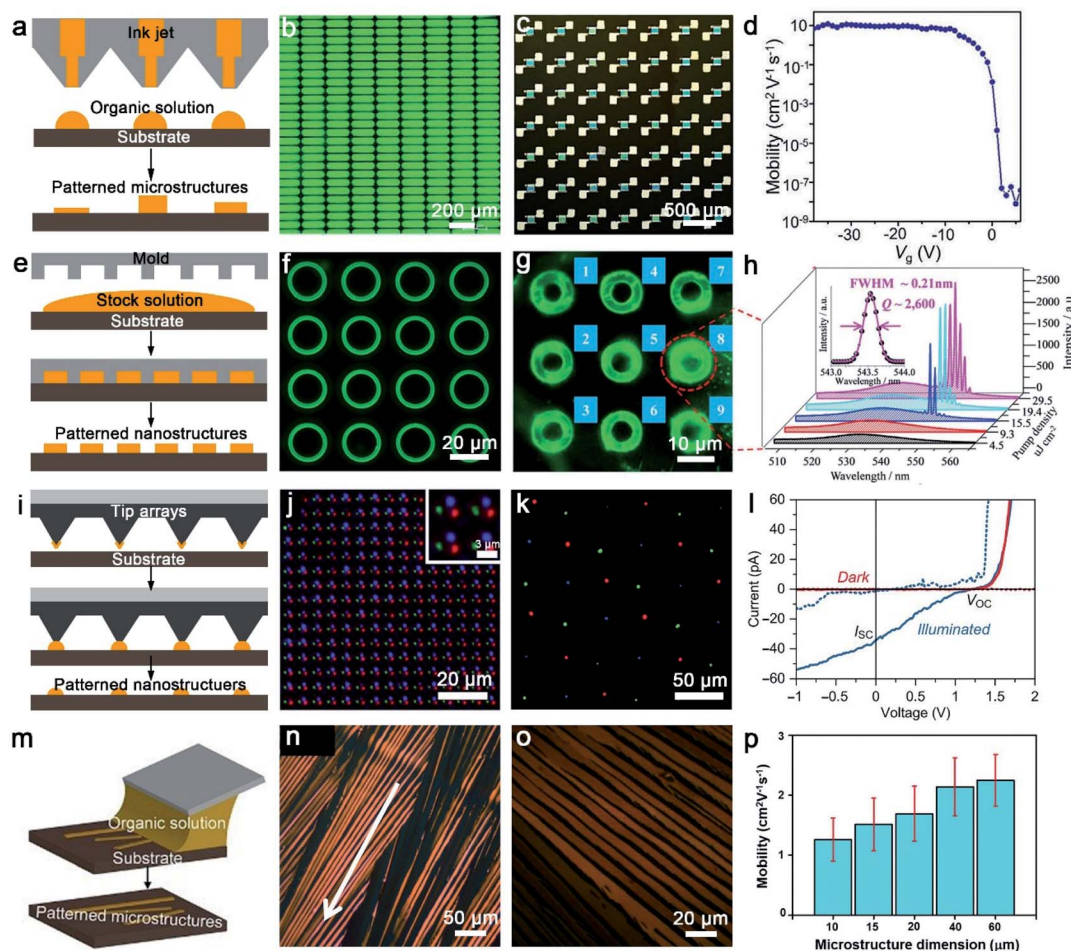 a
Ink jet
Organic solution
Substrate
Patterned microstructures
b
200 μm
c
500 μm
d
Mobility (cm² V⁻¹ s⁻¹)
10
10⁻¹
10⁻³
10⁻⁵
10⁻⁷
10⁻⁹
-30 -20 -10 0
Vg (V)
e
Mold
Stock solution
Substrate
Patterned nanostructures
f
20 μm
g
1 4 7
2 5 8
3 6 9
10 μm
h
FWHM ~ 0.21nm
Q ~ 2,600
Intensity / a.u.
543.0 543.5 544.0
Wavelength / nm
2500
2000
1500
1000
500
0
Intensity / a.u.
29.5
19.4
15.5
9.3
4.5
Pump density
uJ cm⁻²
510 520 530 540 550 560
Wavelength / nm
i
Tip arrays
Substrate
Patterned nanostructuers
j
3 μm
20 μm
k
50 μm
l
Current (pA)
60
40
20
0
−20
−40
−60
Dark
VOC
ISC
Illuminated
−1 −0.5 0 0.5 1 1.5 2
Voltage (V)
m
Organic solution
Substrate
Patterned microstructures
n
50 μm
o
20 μm
p
Mobility (cm²V⁻¹s⁻¹)
3
2
1
0
10 15 20 40 60
Microstructure dimension (μm)